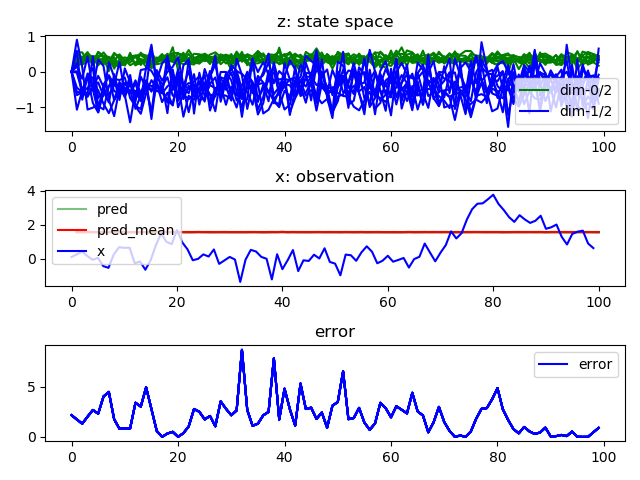 z: state space
1
0
−1
dim-0/2
dim-1/2
0 20 40 60 80 100
x: observation
4
2
0
pred
pred_mean
x
0 20 40 60 80 100
error
5
0
error
0 20 40 60 80 100